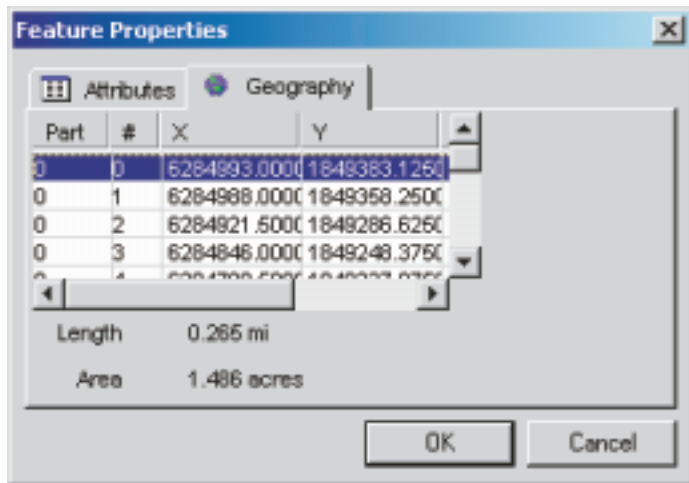 Feature Properties
Attributes Geography
Part # X Y
0 0 6284993.0000 1849383.1250
0 1 6284988.0000 1849358.2500
0 2 6284921.5000 1849286.6250
0 3 6284846.0000 1849248.3750
0
Length 0.265 mi
Area 1.486 acres
OK Cancel